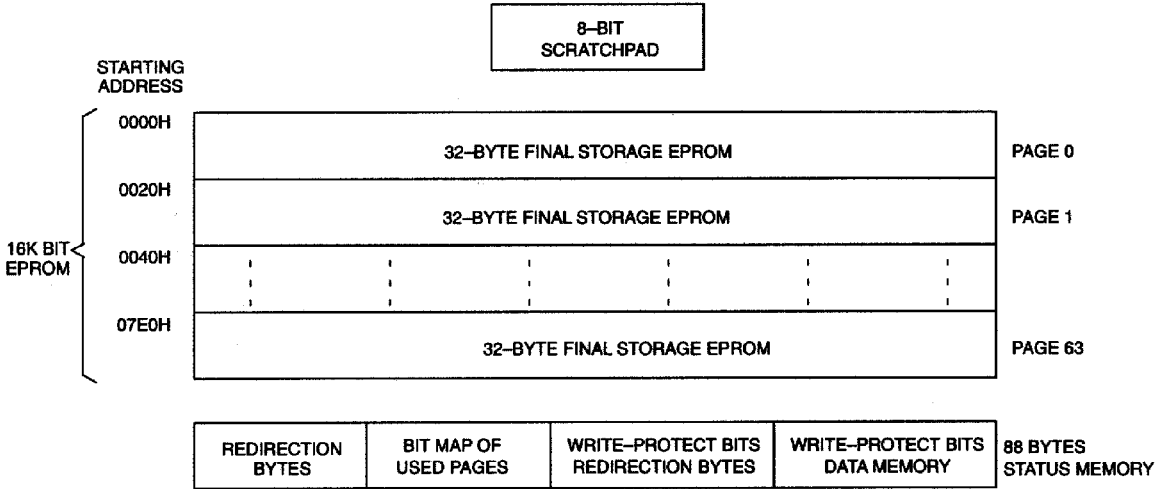 8–BIT
SCRATCHPAD
STARTING
ADDRESS
0000H
32–BYTE FINAL STORAGE EPROM
PAGE 0
0020H
32–BYTE FINAL STORAGE EPROM
PAGE 1
16K BIT
EPROM
0040H
07E0H
32–BYTE FINAL STORAGE EPROM
PAGE 63
REDIRECTION
BYTES
BIT MAP OF
USED PAGES
WRITE–PROTECT BITS
REDIRECTION BYTES
WRITE–PROTECT BITS
DATA MEMORY
88 BYTES
STATUS MEMORY